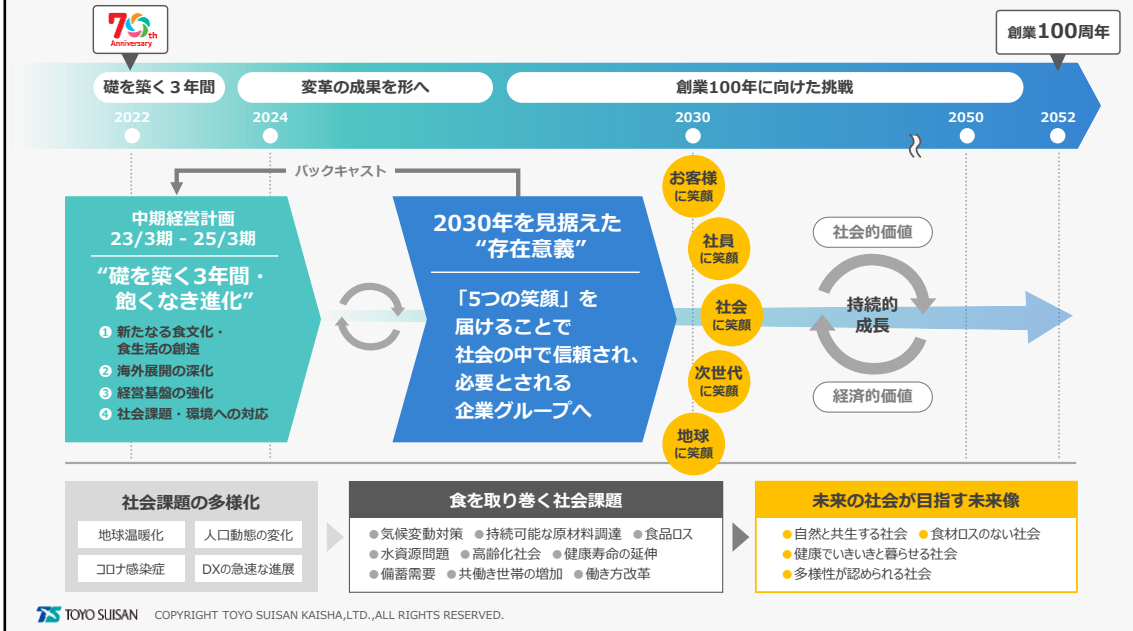 70th
Anniversary
創業100周年
礎を築く3年間
変革の成果を形へ
創業100年に向けた挑戦
2022
2024
2030
2050
2052
バックキャスト
中期経営計画
23/3期 - 25/3期
“礎を築く3年間・
飽くなき進化”
❶ 新たなる食文化・
食生活の創造
❷ 海外展開の深化
❸ 経営基盤の強化
❹ 社会課題・環境への対応
2030年を見据えた
“存在意義”
「5つの笑顔」を
届けることで
社会の中で信頼され、
必要とされる
企業グループへ
お客様
に笑顔
社員
に笑顔
社会
に笑顔
次世代
に笑顔
地球
に笑顔
社会的価値
持続的
成長
経済的価値
社会課題の多様化
地球温暖化
人口動態の変化
コロナ感染症
DXの急速な進展
食を取り巻く社会課題
●気候変動対策 ●持続可能な原材料調達 ●食品ロス
●水資源問題 ●高齢化社会 ●健康寿命の延伸
●備蓄需要 ●共働き世帯の増加 ●働き方改革
未来の社会が目指す未来像
●自然と共生する社会 ●食材ロスのない社会
●健康でいきいきと暮らせる社会
●多様性が認められる社会
TS TOYO SUISAN COPYRIGHT TOYO SUISAN KAISHA,LTD.,ALL RIGHTS RESERVED.